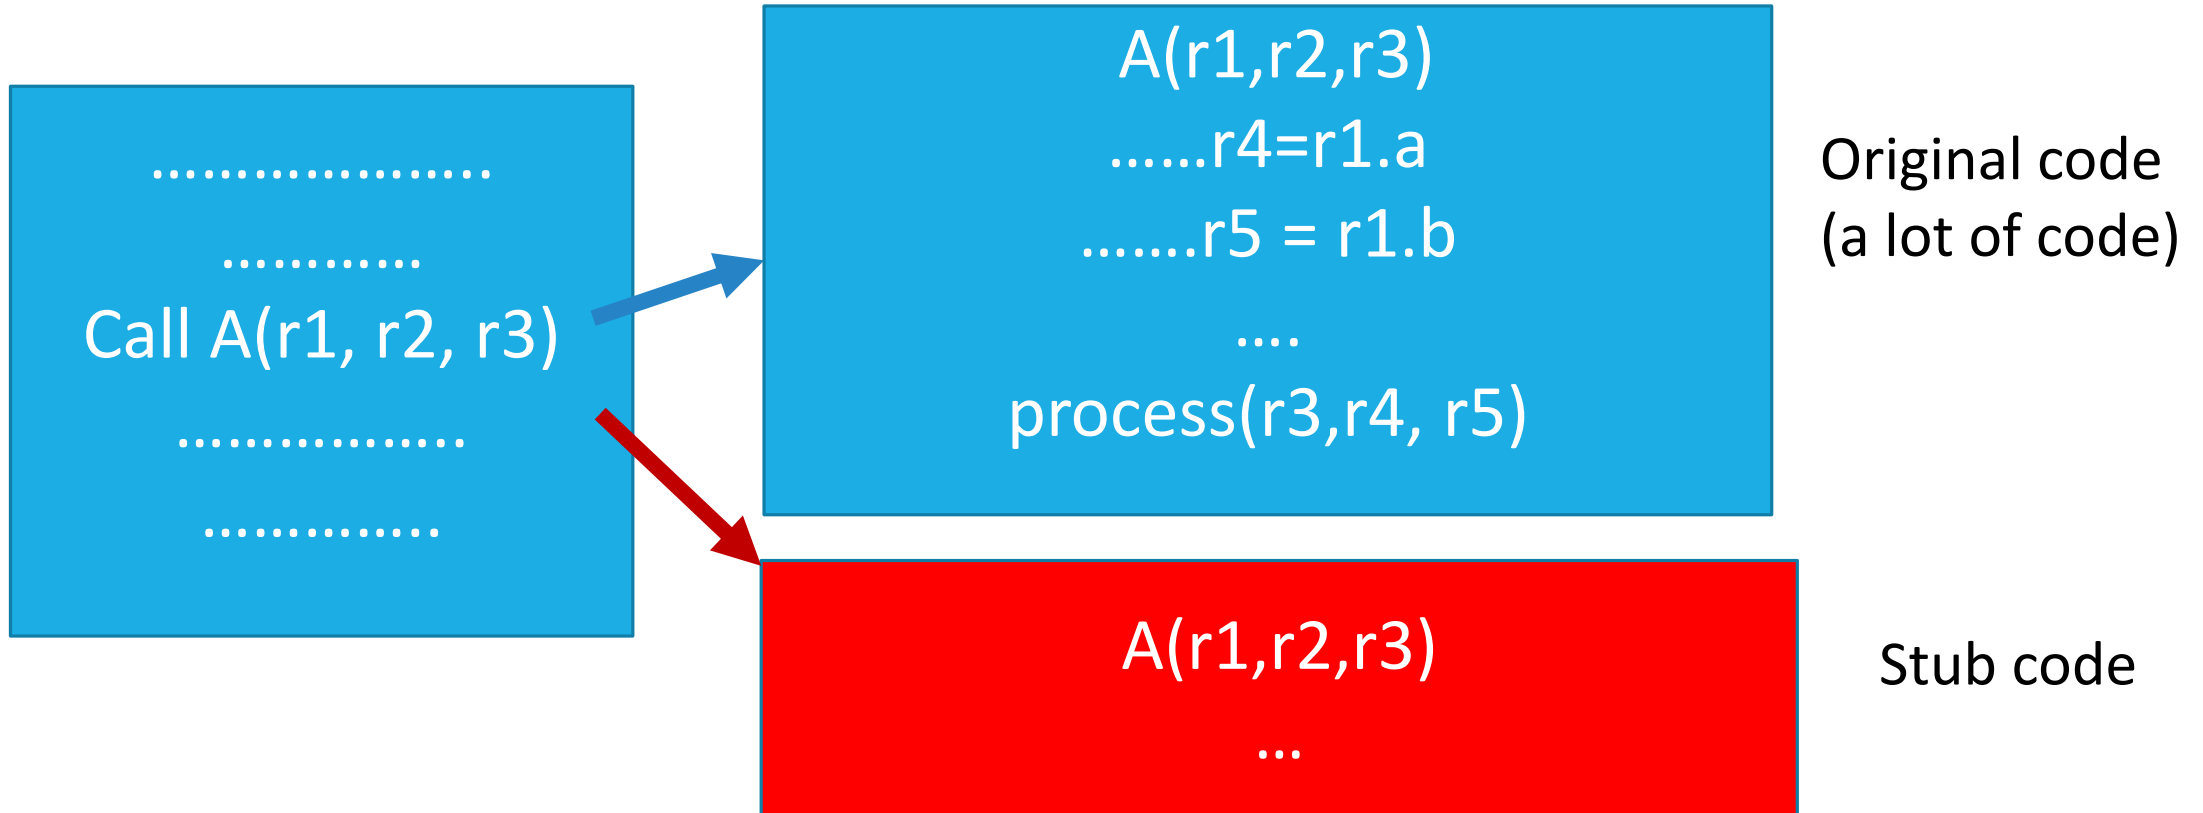 …………………
…………
Call A(r1, r2, r3)
………………
……………
A(r1,r2,r3)
……r4=r1.a
…….r5 = r1.b
….
process(r3,r4, r5)
Original code
(a lot of code)
A(r1,r2,r3)
…
Stub code